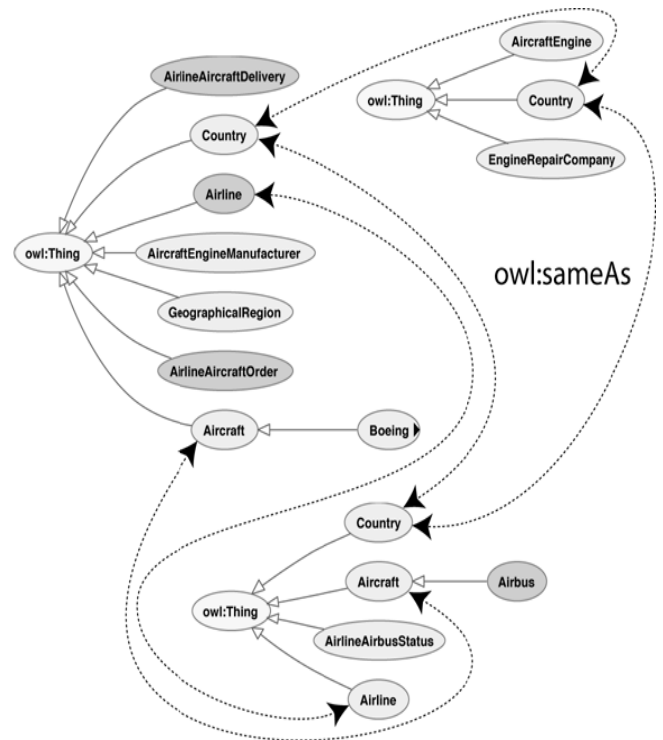 AirlineAircraftDelivery
Country
Airline
owl:Thing
AircraftEngineManufacturer
GeographicalRegion
AirlineAircraftOrder
Aircraft
Boeing
AircraftEngine
owl:Thing
Country
EngineRepairCompany
owl:sameAs
Country
Aircraft
Airbus
owl:Thing
AirlineAirbusStatus
Airline